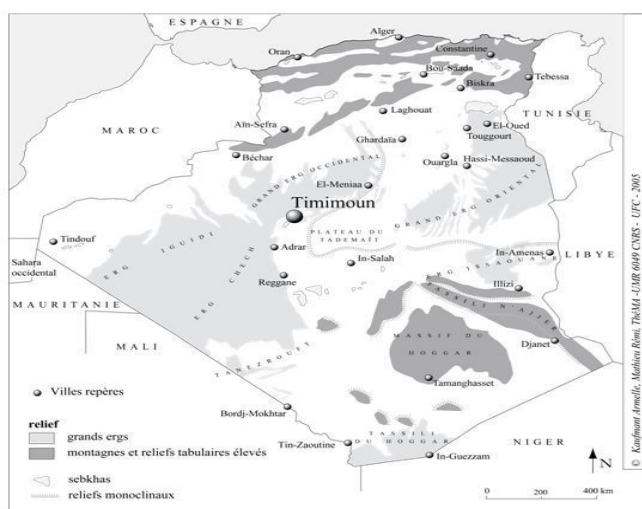 ESPAGNE
Alger
Oran
Constantine
Bou-Saada
Tebessa
Biskra
TUNISIE
Laghouat
MAROC
Aïn-Sefra
El-Oued
Touggourt
Ghardaïa
Béchar
Ouargla
Hassi-Messaoud
GRAND ERG OCCIDENTAL
El-Meniaa
Timimoun
GRAND ERG ORIENTAL
PLATEAU
DU
TADEMAÏT
Tindouf
ERG IGUIDI
Adrar
In-Salah
In-Amenas
LIBYE
Sahara
occidental
ERG CHECH
Reggane
ERG ISSAOUANE
Illizi
MAURITANIE
TASSILI N'AJJER
MALI
MASSIF DU
HOGGAR
Djanet
TANEZROUFT
Tamanghasset
Villes repères
Bordj-Mokhtar
relief
grands ergs
montagnes et reliefs tabulaires élevés
TASSILI
DU HOGGAR
Tin-Zaoutine
NIGER
In-Guezzam
sebkhas
reliefs monoclinaux
N
0 200 400 km
© Kaufmant Armelle, Mathieu Rémi, ThéMA - UMR 6049 CNRS - UFC - 2005